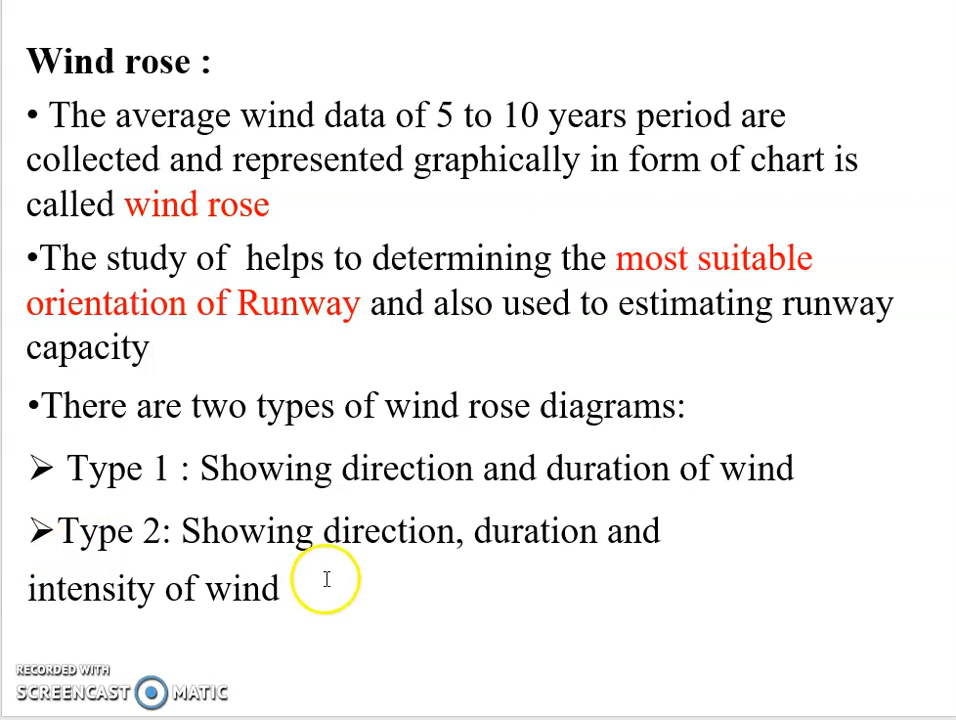 Wind rose :
• The average wind data of 5 to 10 years period are
collected and represented graphically in form of chart is
called wind rose
•The study of  helps to determining the most suitable
orientation of Runway and also used to estimating runway
capacity
•There are two types of wind rose diagrams:
➢ Type 1 : Showing direction and duration of wind
➢Type 2: Showing direction, duration and
intensity of wind
RECORDED WITH
SCREENCAST MATIC